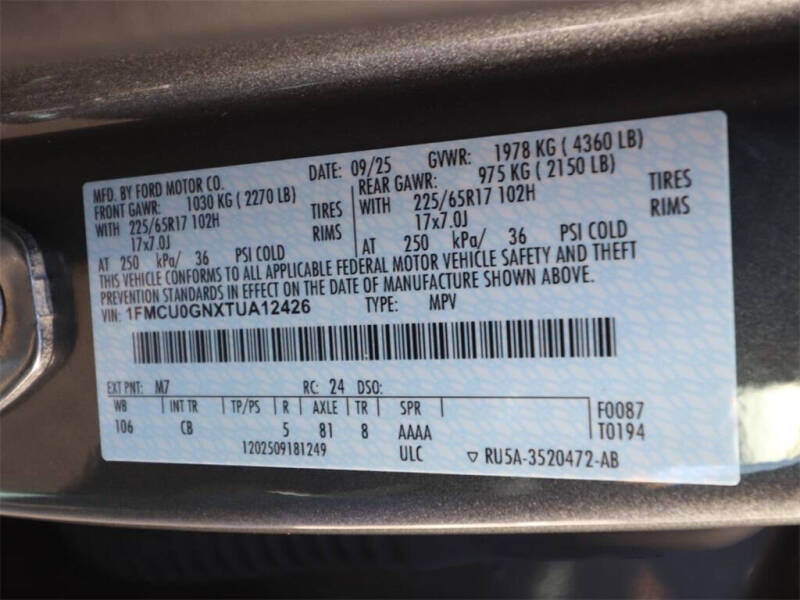 MFD. BY FORD MOTOR CO. DATE: 09/25 GVWR: 1978 KG ( 4360 LB)
FRONT GAWR: 1030 KG ( 2270 LB) REAR GAWR: 975 KG ( 2150 LB)
WITH 225/65R17 102H TIRES WITH 225/65R17 102H TIRES
17x7.0J RIMS 17x7.0J RIMS
AT 250 kPa/ 36 PSI COLD AT 250 kPa/ 36 PSI COLD
THIS VEHICLE CONFORMS TO ALL APPLICABLE FEDERAL MOTOR VEHICLE SAFETY AND THEFT
PREVENTION STANDARDS IN EFFECT ON THE DATE OF MANUFACTURE SHOWN ABOVE.
VIN: 1FMCU0GNXTUA12426 TYPE: MPV
EXT PNT: M7 RC: 24 DSO:
WB INT TR TP/PS R AXLE TR SPR F0087
106 CB 5 81 8 AAAA T0194
1202509181249 ULC ▽ RU5A-3520472-AB